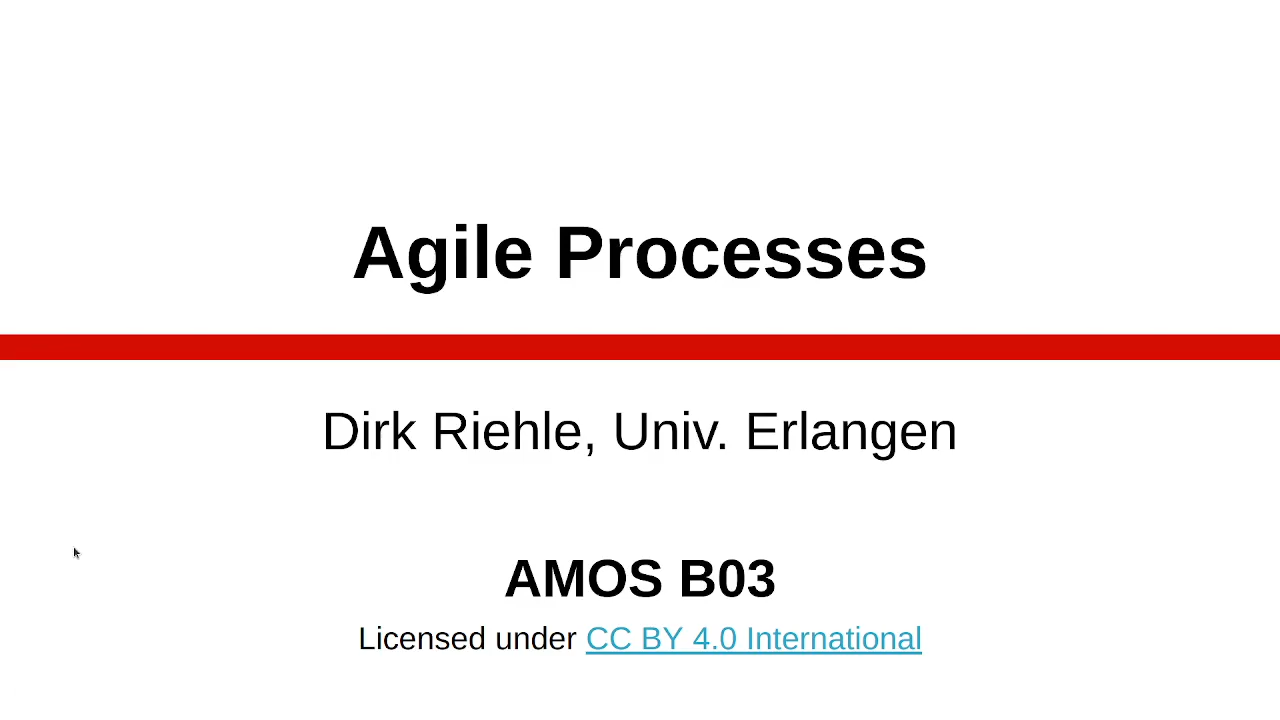 Agile Processes
Dirk Riehle, Univ. Erlangen
AMOS B03
Licensed under CC BY 4.0 International